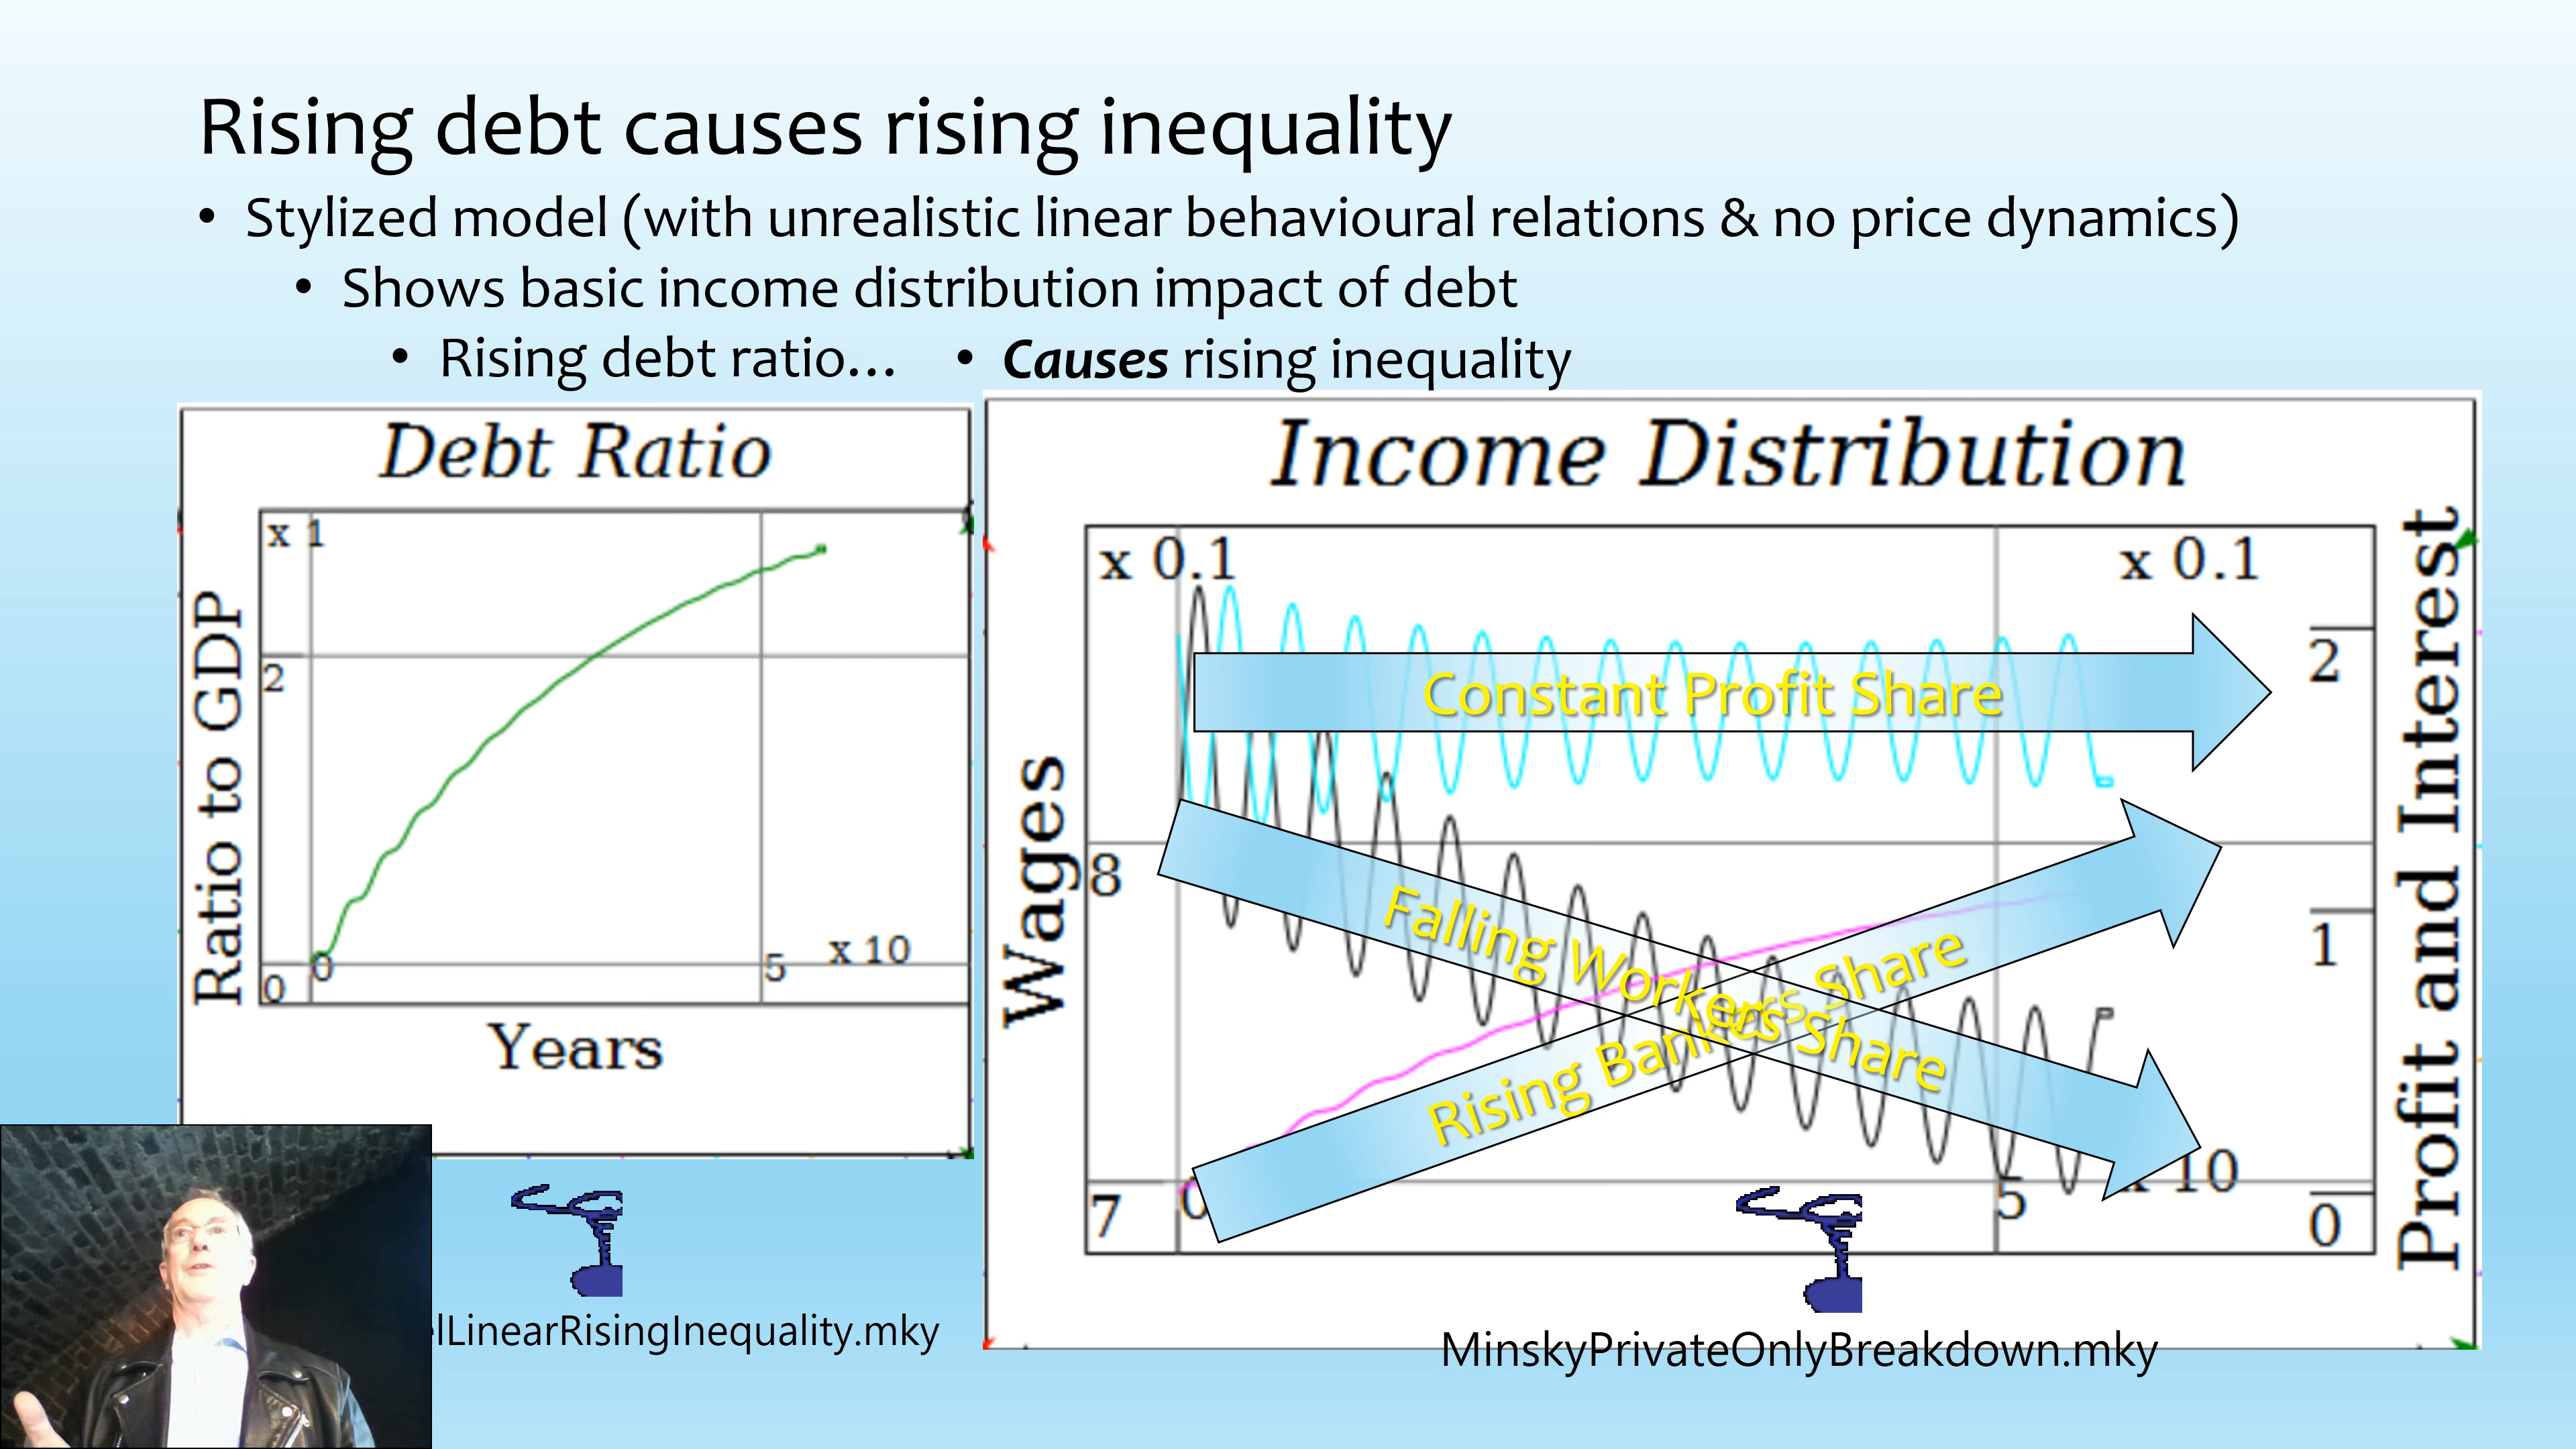 Rising debt causes rising inequality
• Stylized model (with unrealistic linear behavioural relations & no price dynamics)
• Shows basic income distribution impact of debt
• Rising debt ratio…
• Causes rising inequality
Debt Ratio
x 1
Ratio to GDP
2
0
0
5
x 10
Years
Income Distribution
x 0.1
x 0.1
Wages
8
7
Constant Profit Share
Falling Workers Share
Rising Bankers Share
2
1
0
Profit and Interest
0
5
x 10
lLinearRisingInequality.mky
MinskyPrivateOnlyBreakdown.mky